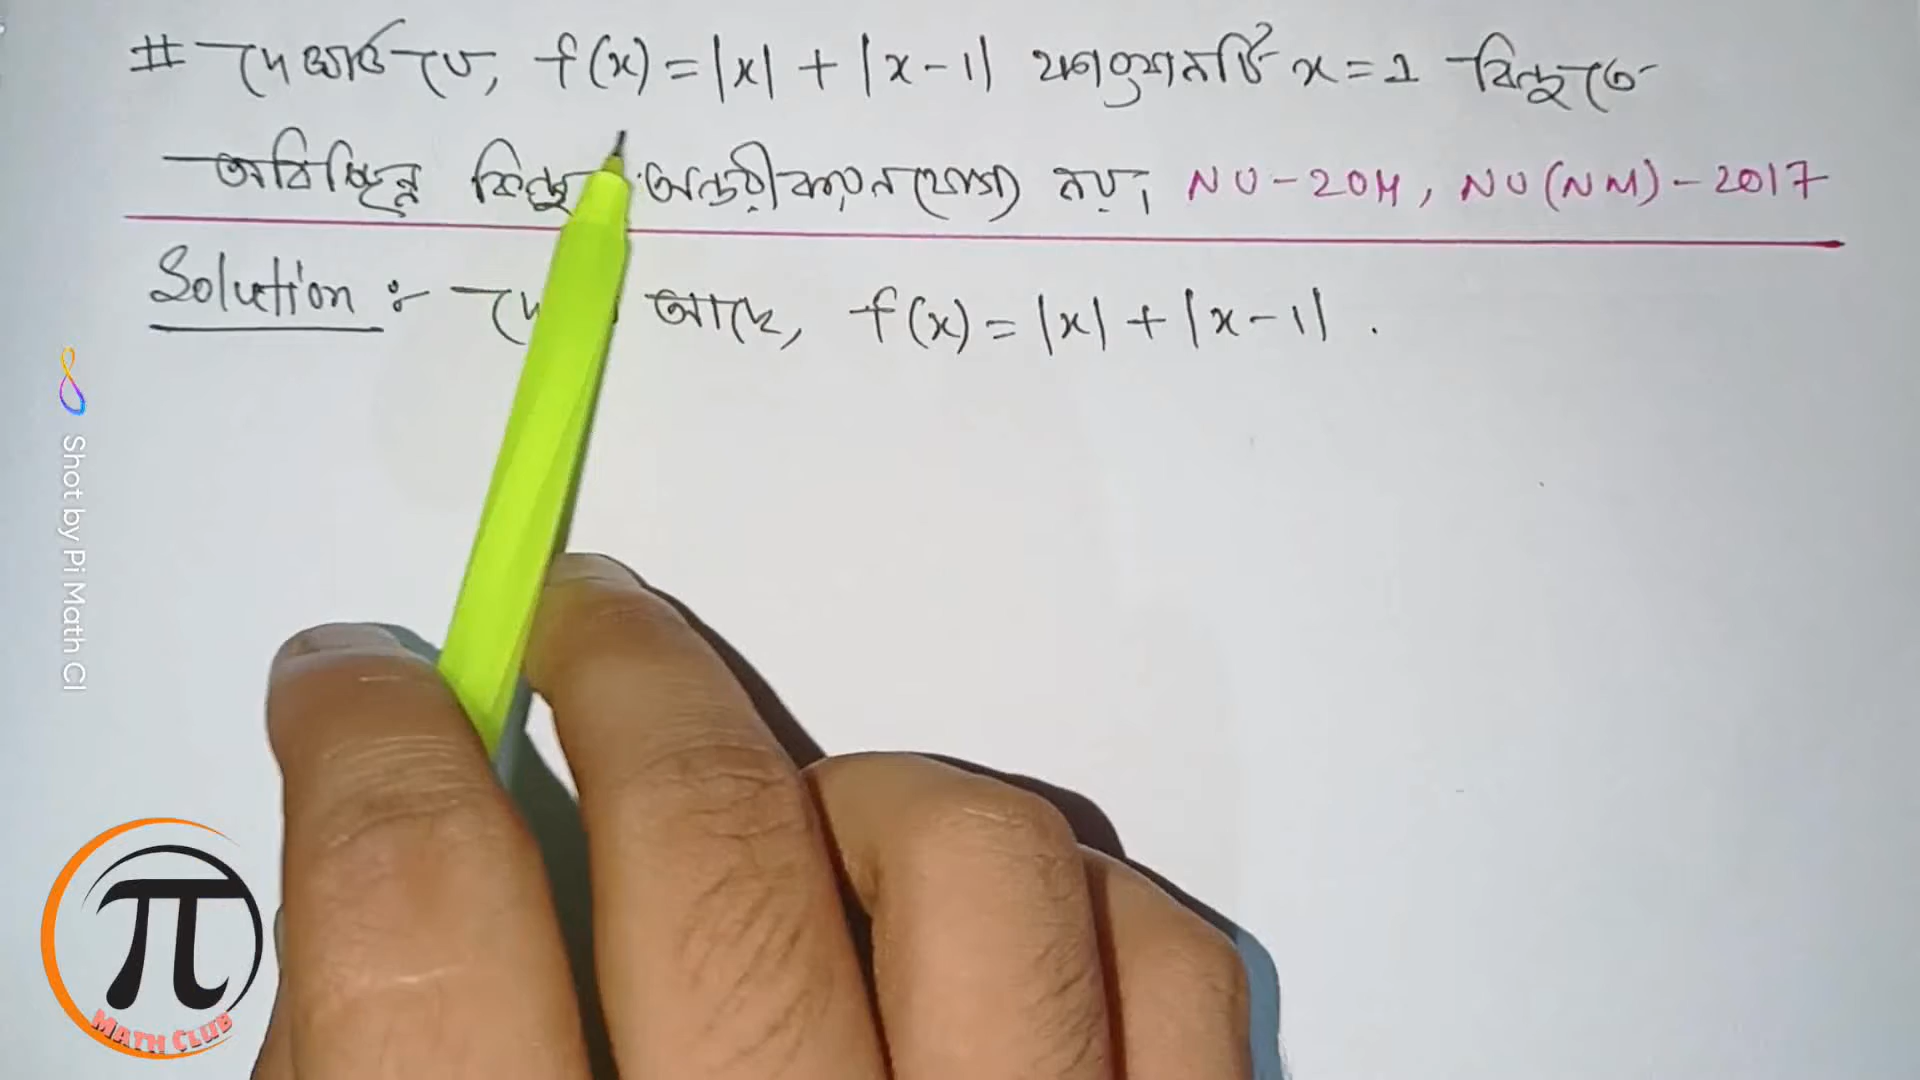 # দেখাও যে, f(x) = |x| + |x - 1| ফাংশনটি x = 1 বিন্দুতে
অবিচ্ছিন্ন কিন্তু অন্তরীকরণযোগ্য নয়। NU - 2014, NU(NM) - 2017
Solution :- আছে, f(x) = |x| + |x - 1| .
Shot by Pi Math Cl
π
MATH CLUB